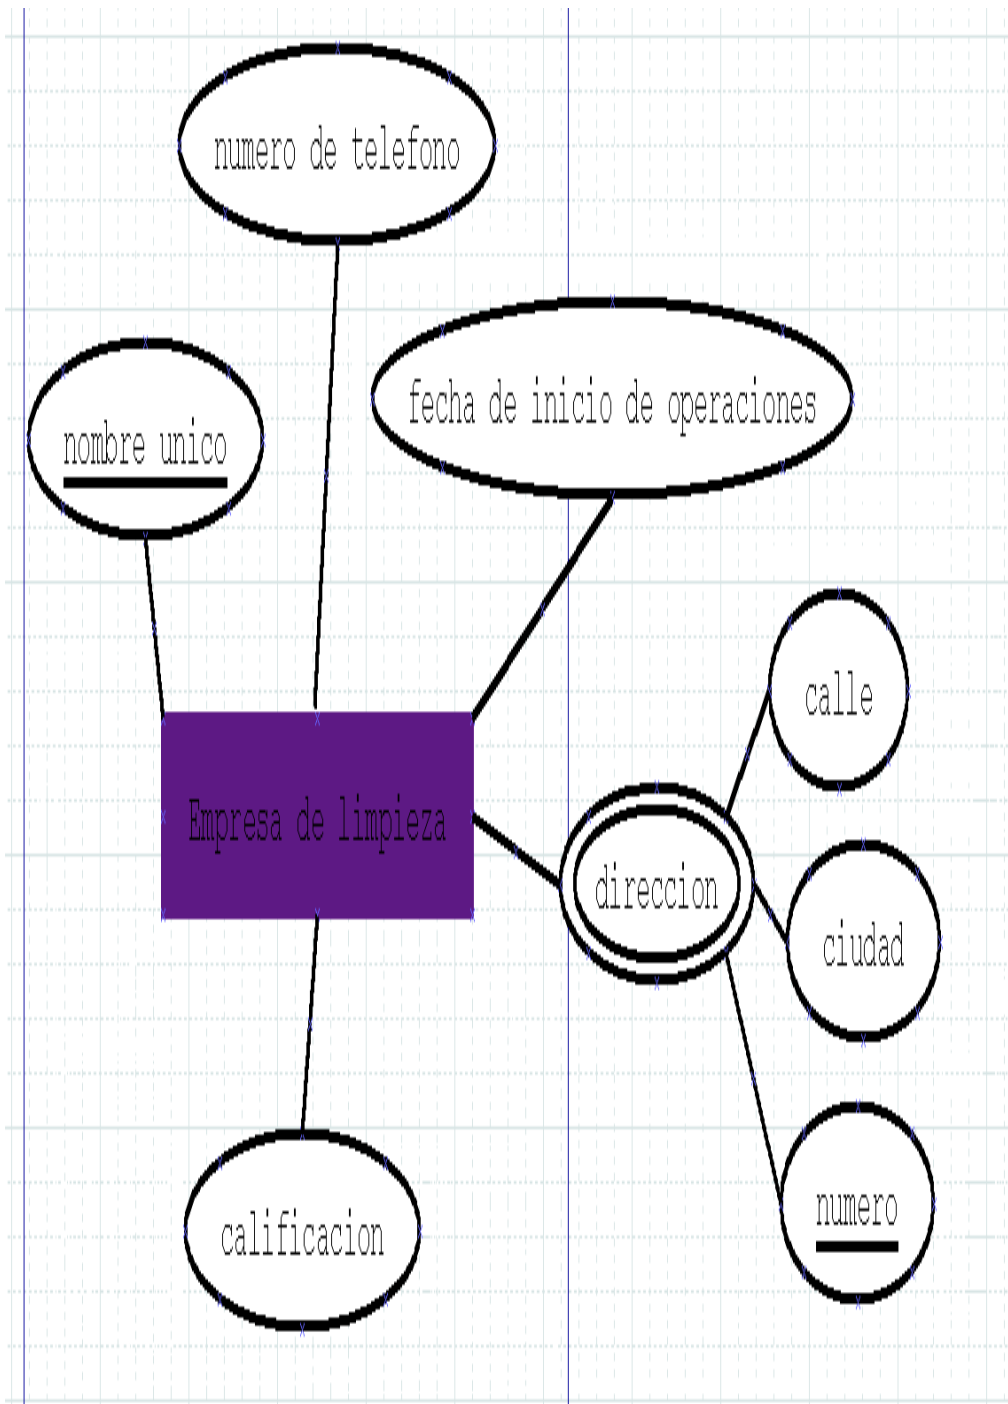 numero de telefono
fecha de inicio de operaciones
nombre unico
calle
Empresa de limpieza
direccion
ciudad
numero
calificacion